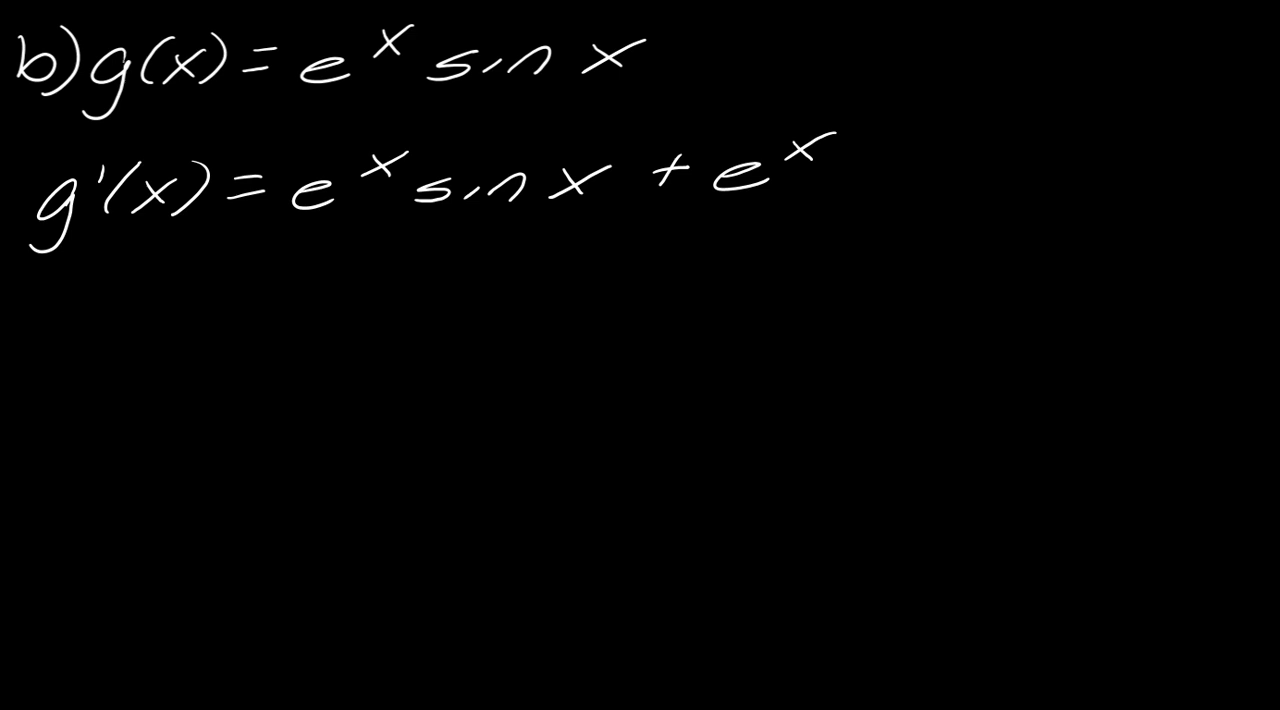 b) g(x) = e^x sin x
g'(x) = e^x sin x + e^x